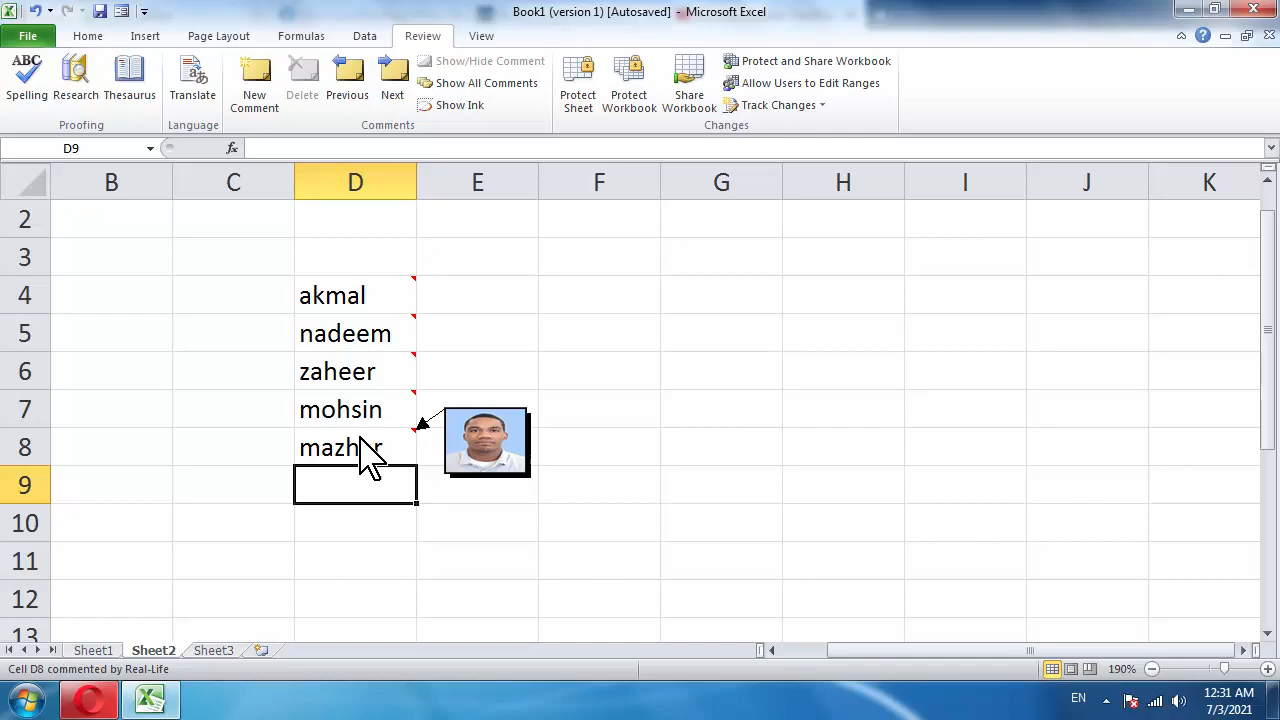 Book1 (version 1) [Autosaved] - Microsoft Excel
File Home Insert Page Layout Formulas Data Review View
ABC
Spelling Research Thesaurus Translate New Comment Delete Previous Next Show/Hide Comment
Show All Comments
Show Ink
Protect Sheet Protect Workbook Share Workbook Protect and Share Workbook
Allow Users to Edit Ranges
Track Changes
Proofing Language Comments Changes
D9 fx
B C D E F G H I J K
2
3
4 akmal
5 nadeem
6 zaheer
7 mohsin
8 mazher
9
10
11
12
13
Sheet1 Sheet2 Sheet3
Cell D8 commented by Real-Life 190%
EN 12:31 AM
7/3/2021